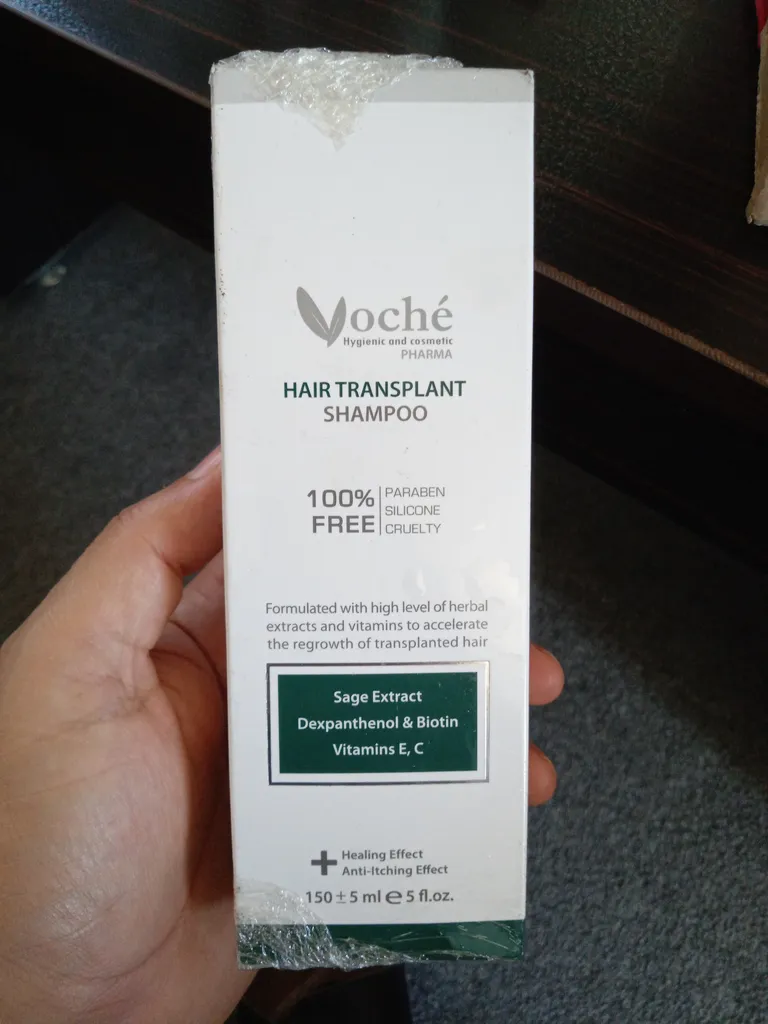 Voché
Hygienic and cosmetic
PHARMA
HAIR TRANSPLANT
SHAMPOO
100% FREE
PARABEN
SILICONE
CRUELTY
Formulated with high level of herbal
extracts and vitamins to accelerate
the regrowth of transplanted hair
Sage Extract
Dexpanthenol & Biotin
Vitamins E, C
+ Healing Effect
Anti-Itching Effect
150 ± 5 ml ℮ 5 fl.oz.